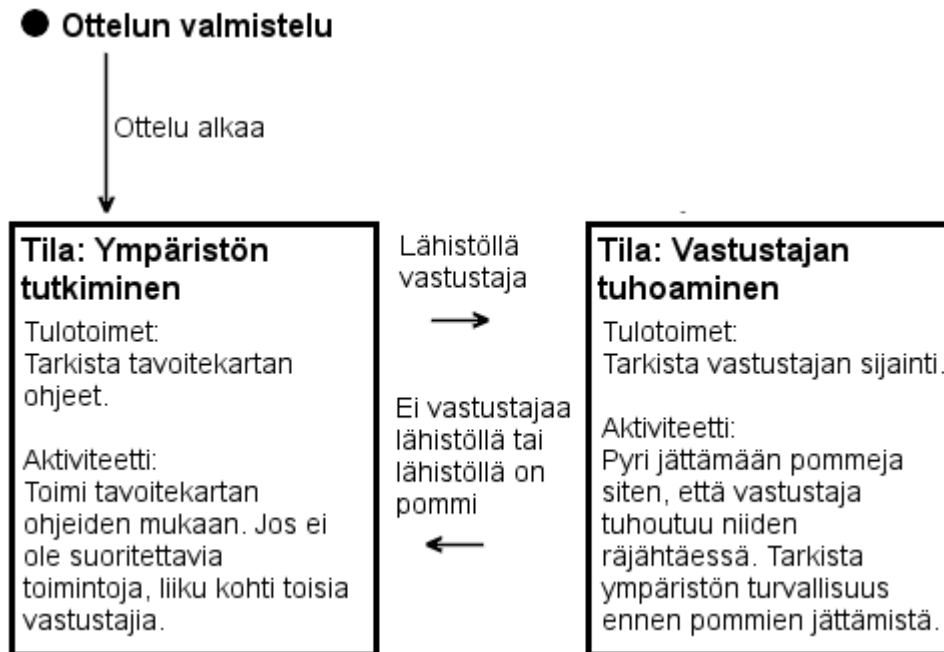 Ottelun valmistelu
Ottelu alkaa
Tila: Ympäristön
tutkiminen
Tulotoimet:
Tarkista tavoitekartan
ohjeet.
Aktiviteetti:
Toimi tavoitekartan
ohjeiden mukaan. Jos ei
ole suoritettavia
toimintoja, liiku kohti toisia
vastustajia.
Lähistöllä
vastustaja
Ei vastustajaa
lähistöllä tai
lähistöllä on
pommi
Tila: Vastustajan
tuhoaminen
Tulotoimet:
Tarkista vastustajan sijainti.
Aktiviteetti:
Pyri jättämään pommeja
siten, että vastustaja
tuhoutuu niiden
räjähtäessä. Tarkista
ympäristön turvallisuus
ennen pommien jättämistä.